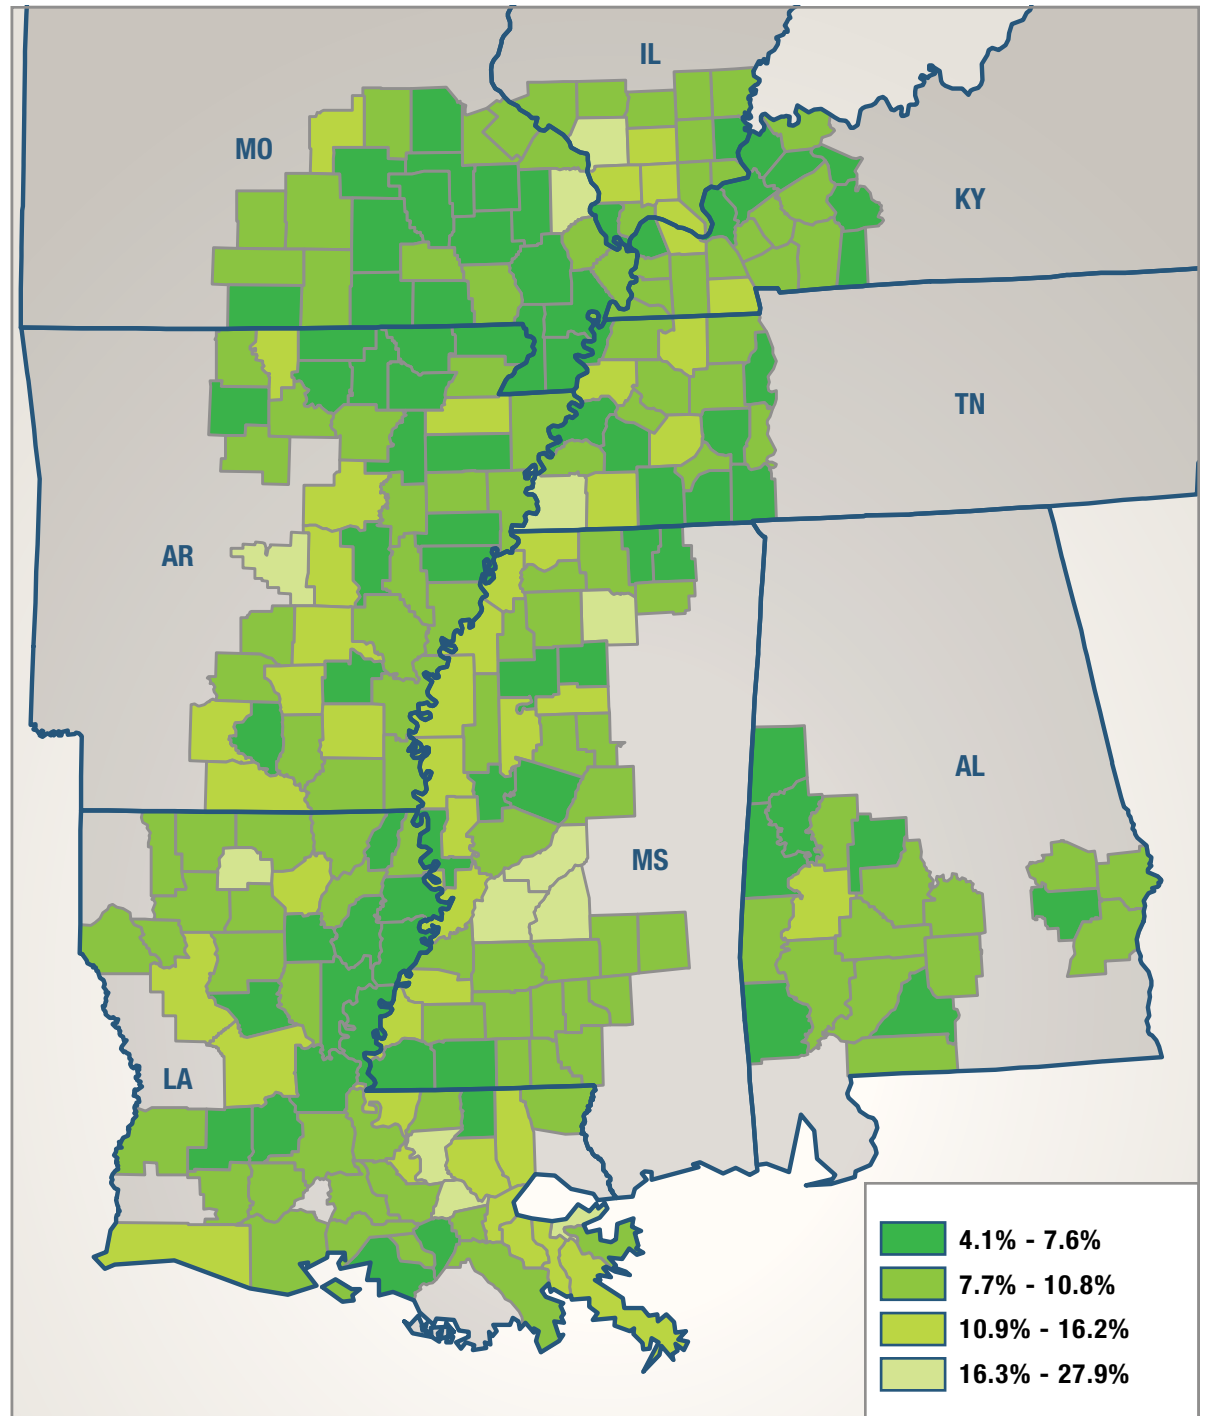 IL
MO
KY
TN
AR
AL
MS
LA
4.1% - 7.6%
7.7% - 10.8%
10.9% - 16.2%
16.3% - 27.9%